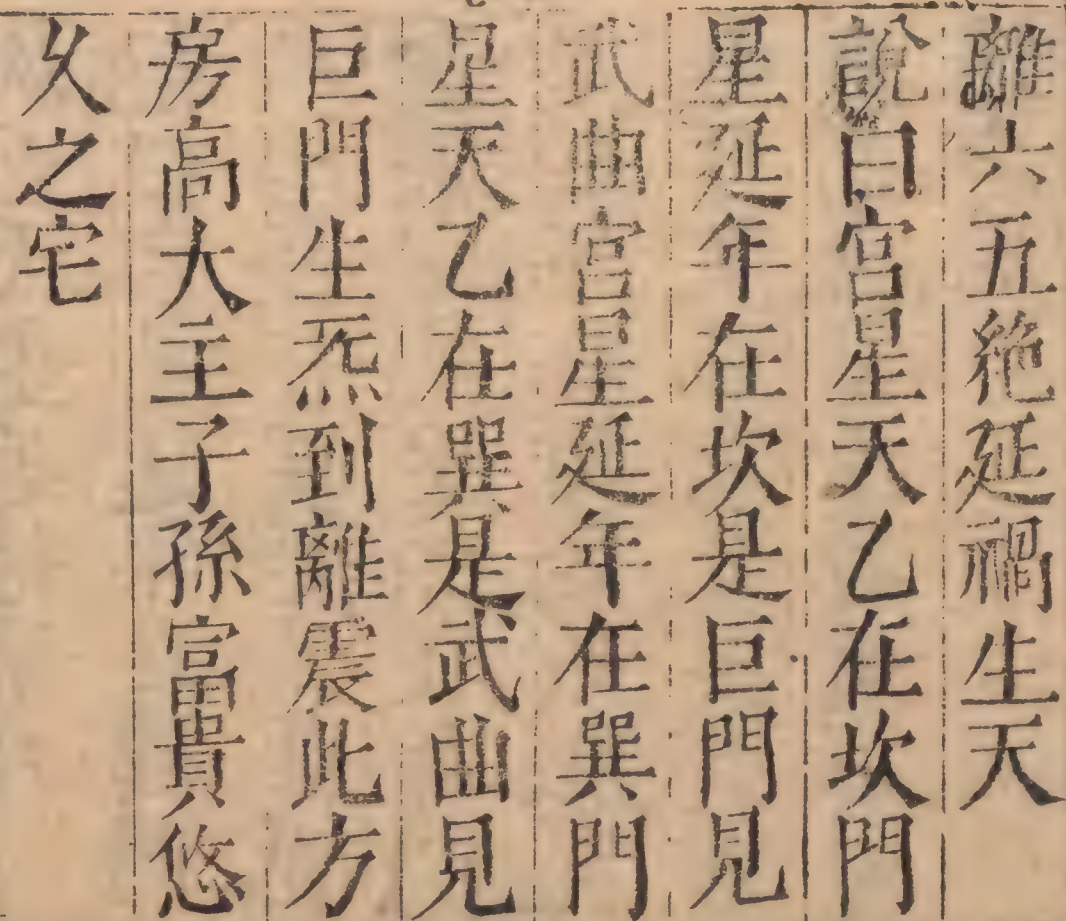 離六五絶延禍生天
說曰宫星天乙在坎門
星延年在坎是巨門見
武曲宫星延年在巽門
星天乙在巽是武曲見
巨門生炁到離震此方
房高大主子孫富貴悠
乆之宅